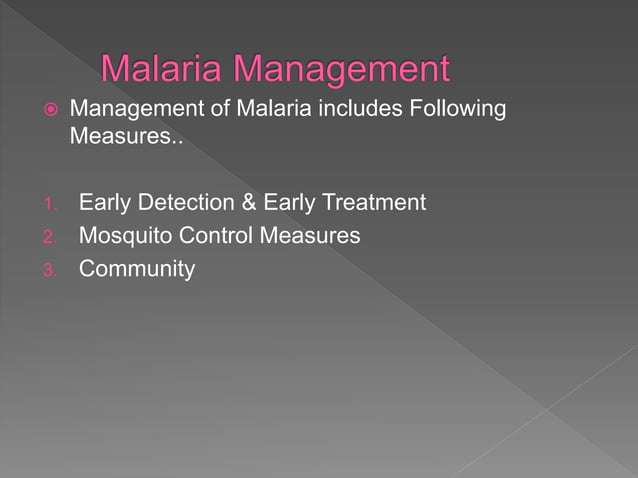 Malaria Management
Management of Malaria includes Following
Measures..
1. Early Detection & Early Treatment
2. Mosquito Control Measures
3. Community